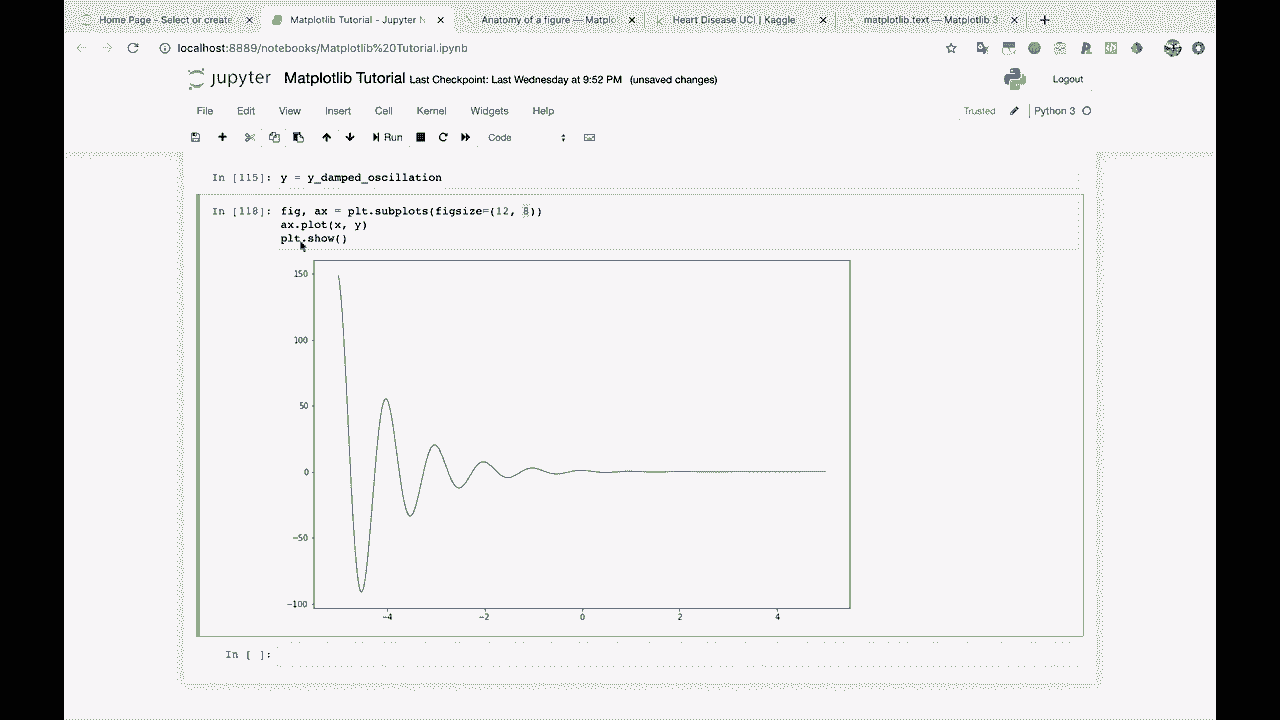 Home Page - Select or create
Matplotlib Tutorial - Jupyter N
Anatomy of a figure — Matplo
Heart Disease UCI | Kaggle
matplotlib.text — Matplotlib 3
localhost:8889/notebooks/Matplotlib%20Tutorial.ipynb
jupyter Matplotlib Tutorial Last Checkpoint: Last Wednesday at 9:52 PM (unsaved changes)
Logout
File Edit View Insert Cell Kernel Widgets Help
Trusted Python 3
Run Code
In [115]: y = y_damped_oscillation
In [118]: fig, ax = plt.subplots(figsize=(12, 8))
ax.plot(x, y)
plt.show()
150
100
50
0
−50
−100
−4 −2 0 2 4
In [ ]: